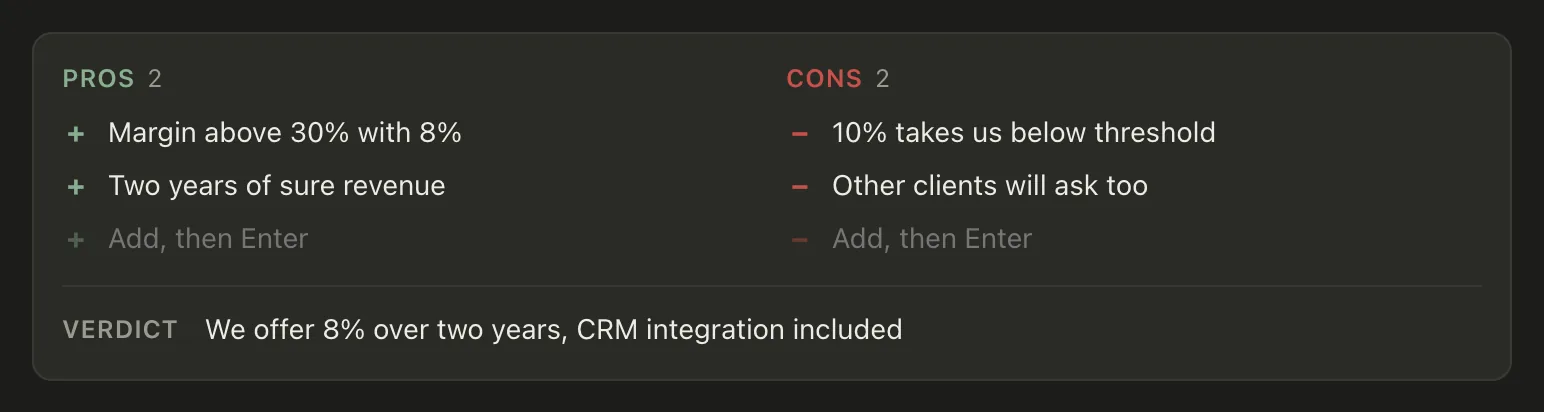 PROS 2
+ Margin above 30% with 8%
+ Two years of sure revenue
+ Add, then Enter
CONS 2
− 10% takes us below threshold
− Other clients will ask too
− Add, then Enter
VERDICT We offer 8% over two years, CRM integration included